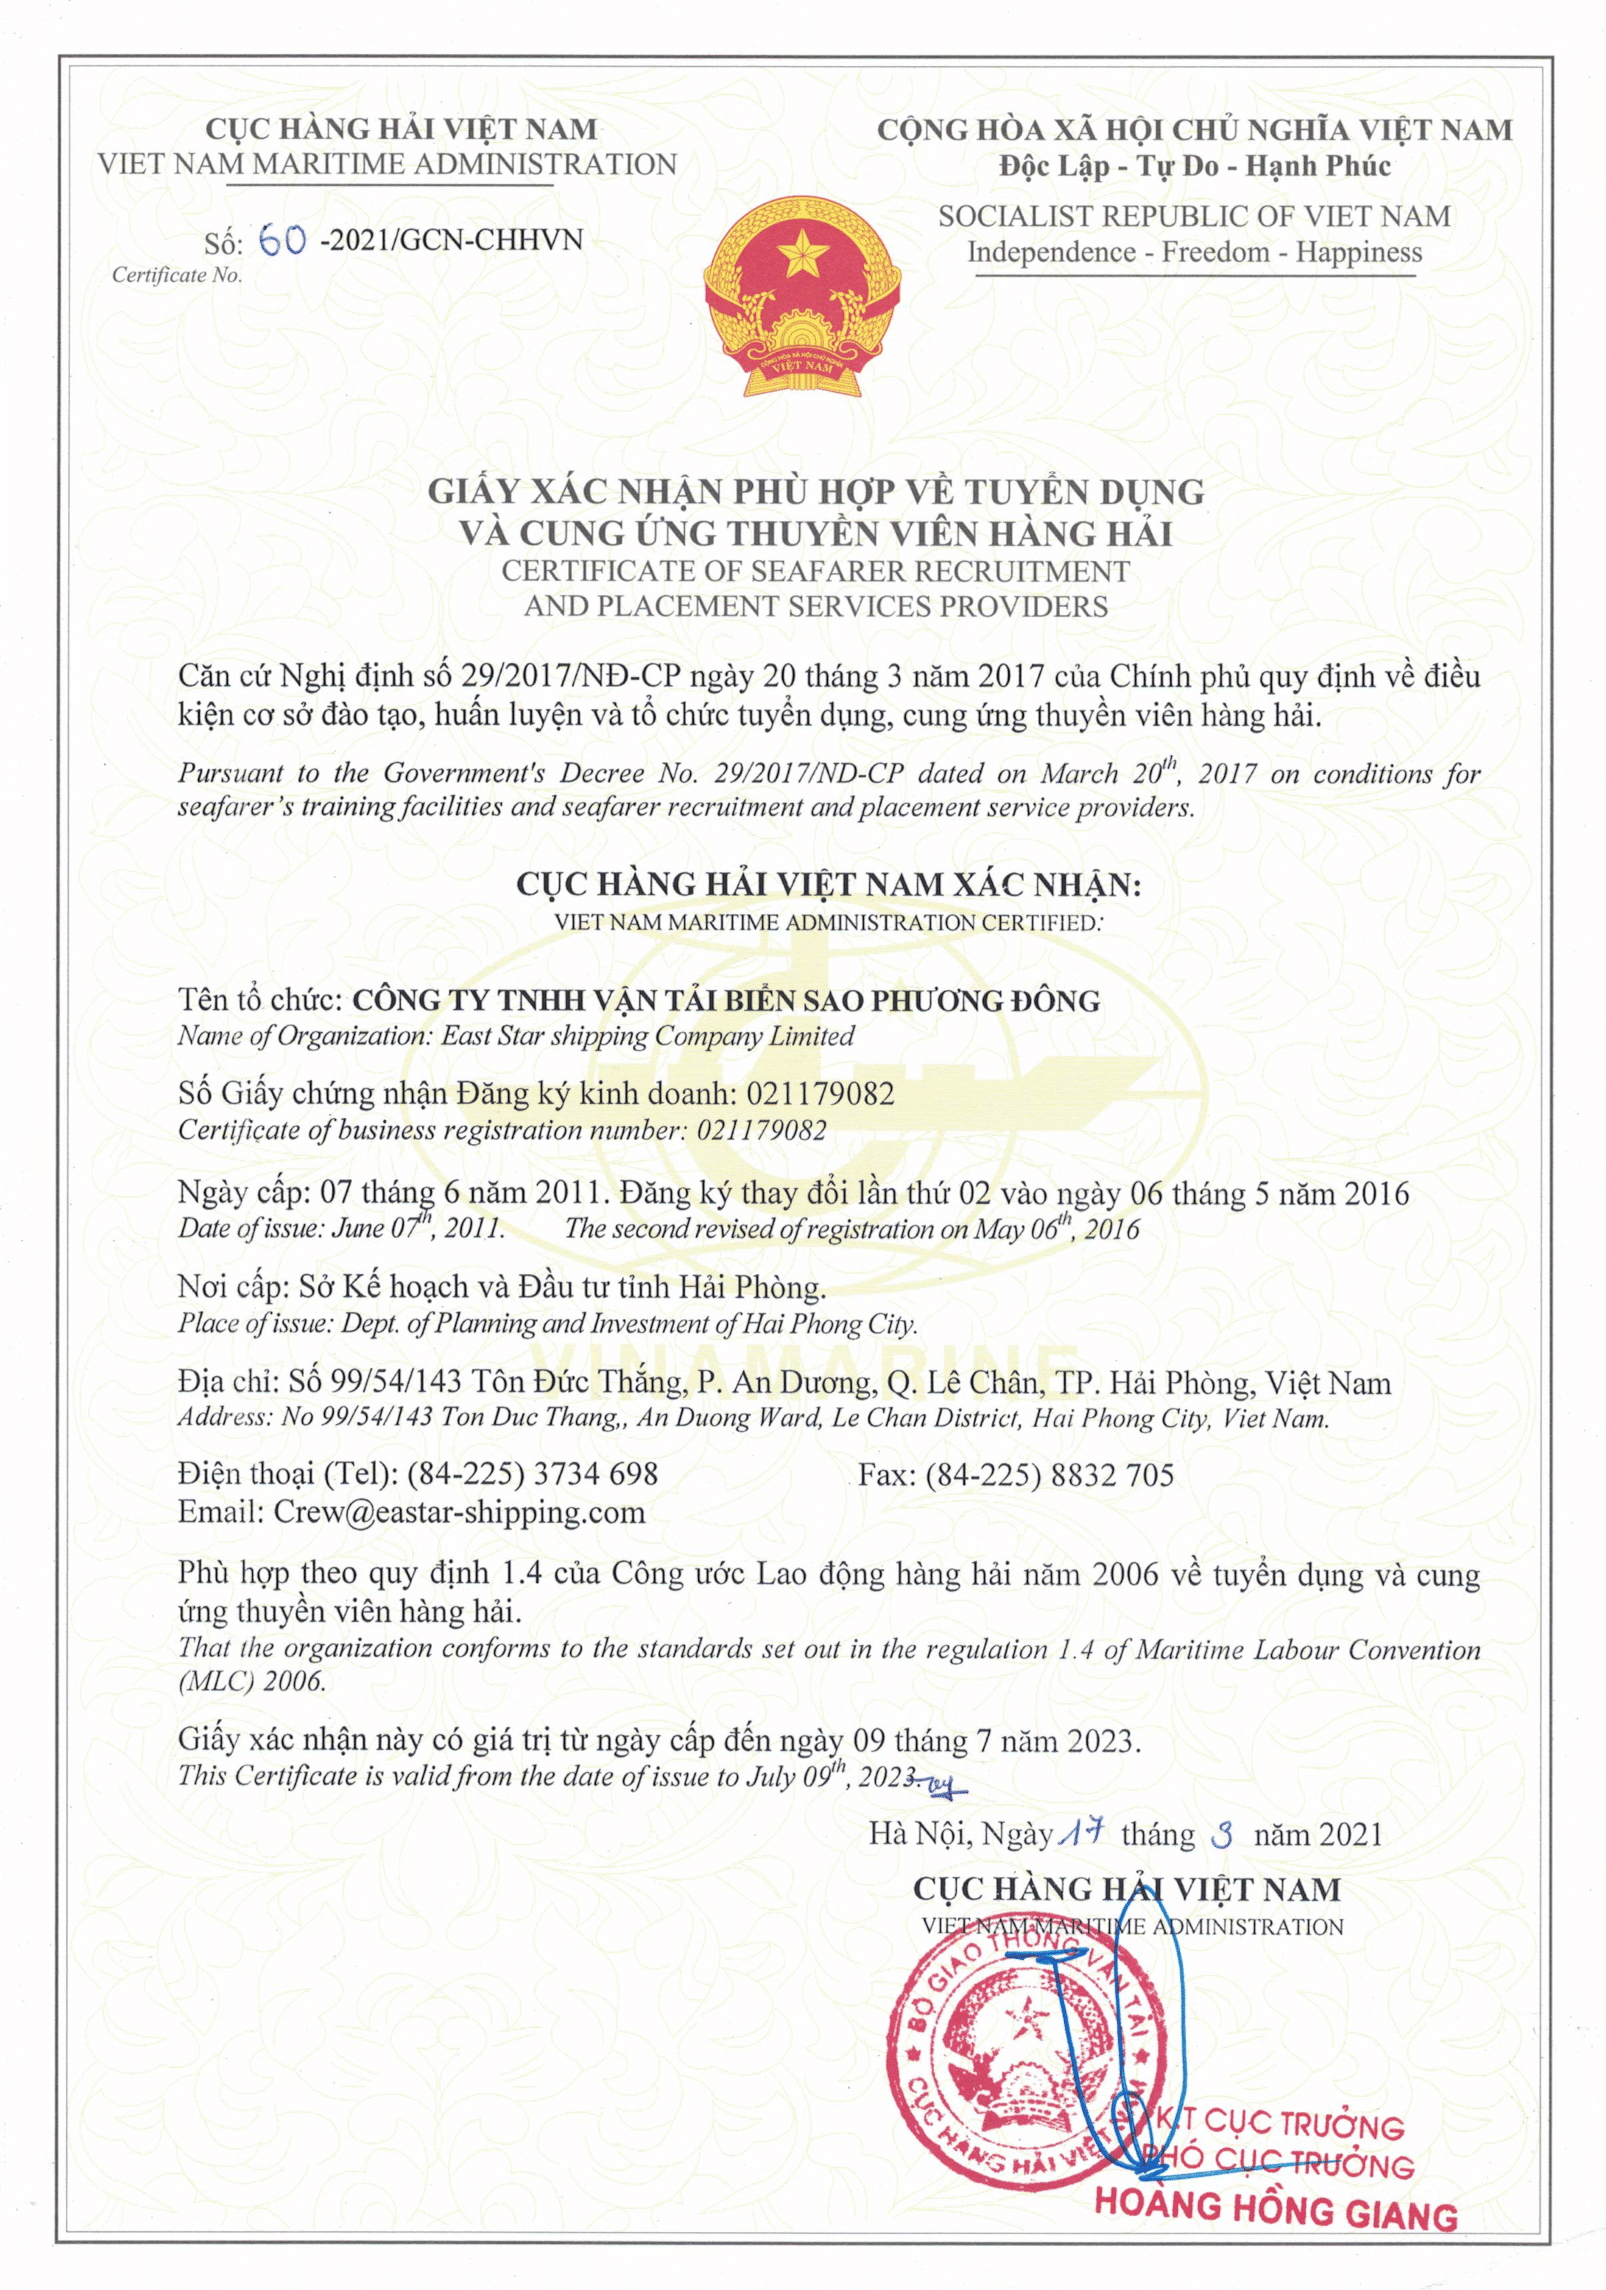 CỤC HÀNG HẢI VIỆT NAM
VIET NAM MARITIME ADMINISTRATION
Số: 60 -2021/GCN-CHHVN
Certificate No.
CỘNG HÒA XÃ HỘI CHỦ NGHĨA VIỆT NAM
Độc Lập - Tự Do - Hạnh Phúc
SOCIALIST REPUBLIC OF VIET NAM
Independence - Freedom - Happiness
CỘNG HÒA XÃ HỘI CHỦ NGHĨA
VIỆT NAM
GIẤY XÁC NHẬN PHÙ HỢP VỀ TUYỂN DỤNG
VÀ CUNG ỨNG THUYỀN VIÊN HÀNG HẢI
CERTIFICATE OF SEAFARER RECRUITMENT
AND PLACEMENT SERVICES PROVIDERS
Căn cứ Nghị định số 29/2017/NĐ-CP ngày 20 tháng 3 năm 2017 của Chính phủ quy định về điều
kiện cơ sở đào tạo, huấn luyện và tổ chức tuyển dụng, cung ứng thuyền viên hàng hải.
Pursuant to the Government's Decree No. 29/2017/ND-CP dated on March 20th, 2017 on conditions for
seafarer's training facilities and seafarer recruitment and placement service providers.
CỤC HÀNG HẢI VIỆT NAM XÁC NHẬN:
VIET NAM MARITIME ADMINISTRATION CERTIFIED:
Tên tổ chức: CÔNG TY TNHH VẬN TẢI BIỂN SAO PHƯƠNG ĐÔNG
Name of Organization: East Star shipping Company Limited
Số Giấy chứng nhận Đăng ký kinh doanh: 021179082
Certificate of business registration number: 021179082
Ngày cấp: 07 tháng 6 năm 2011. Đăng ký thay đổi lần thứ 02 vào ngày 06 tháng 5 năm 2016
Date of issue: June 07th, 2011. The second revised of registration on May 06th, 2016
Nơi cấp: Sở Kế hoạch và Đầu tư tỉnh Hải Phòng.
Place of issue: Dept. of Planning and Investment of Hai Phong City.
VINAMARINE
Địa chỉ: Số 99/54/143 Tôn Đức Thắng, P. An Dương, Q. Lê Chân, TP. Hải Phòng, Việt Nam
Address: No 99/54/143 Ton Duc Thang,, An Duong Ward, Le Chan District, Hai Phong City, Viet Nam.
Điện thoại (Tel): (84-225) 3734 698 Fax: (84-225) 8832 705
Email: Crew@eastar-shipping.com
Phù hợp theo quy định 1.4 của Công ước Lao động hàng hải năm 2006 về tuyển dụng và cung
ứng thuyền viên hàng hải.
That the organization conforms to the standards set out in the regulation 1.4 of Maritime Labour Convention
(MLC) 2006.
Giấy xác nhận này có giá trị từ ngày cấp đến ngày 09 tháng 7 năm 2023.
This Certificate is valid from the date of issue to July 09th, 2023.
Hà Nội, Ngày 17 tháng 3 năm 2021
CỤC HÀNG HẢI VIỆT NAM
VIET NAM MARITIME ADMINISTRATION
BỘ GIAO THÔNG VẬN TẢI
CỤC HÀNG HẢI VIỆT NAM
K.T CỤC TRƯỞNG
PHÓ CỤC TRƯỞNG
HOÀNG HỒNG GIANG